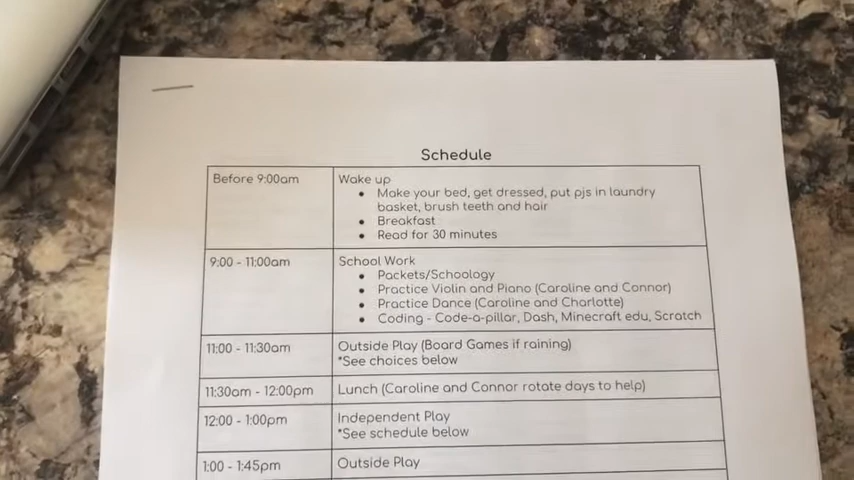 Schedule
Before 9:00am
Wake up
• Make your bed, get dressed, put pjs in laundry
basket, brush teeth and hair
• Breakfast
• Read for 30 minutes
9:00 - 11:00am
School Work
• Packets/Schoology
• Practice Violin and Piano (Caroline and Connor)
• Practice Dance (Caroline and Charlotte)
• Coding - Code-a-pillar, Dash, Minecraft edu, Scratch
11:00 - 11:30am
Outside Play (Board Games if raining)
*See choices below
11:30am - 12:00pm
Lunch (Caroline and Connor rotate days to help)
12:00 - 1:00pm
Independent Play
*See schedule below
1:00 - 1:45pm
Outside Play